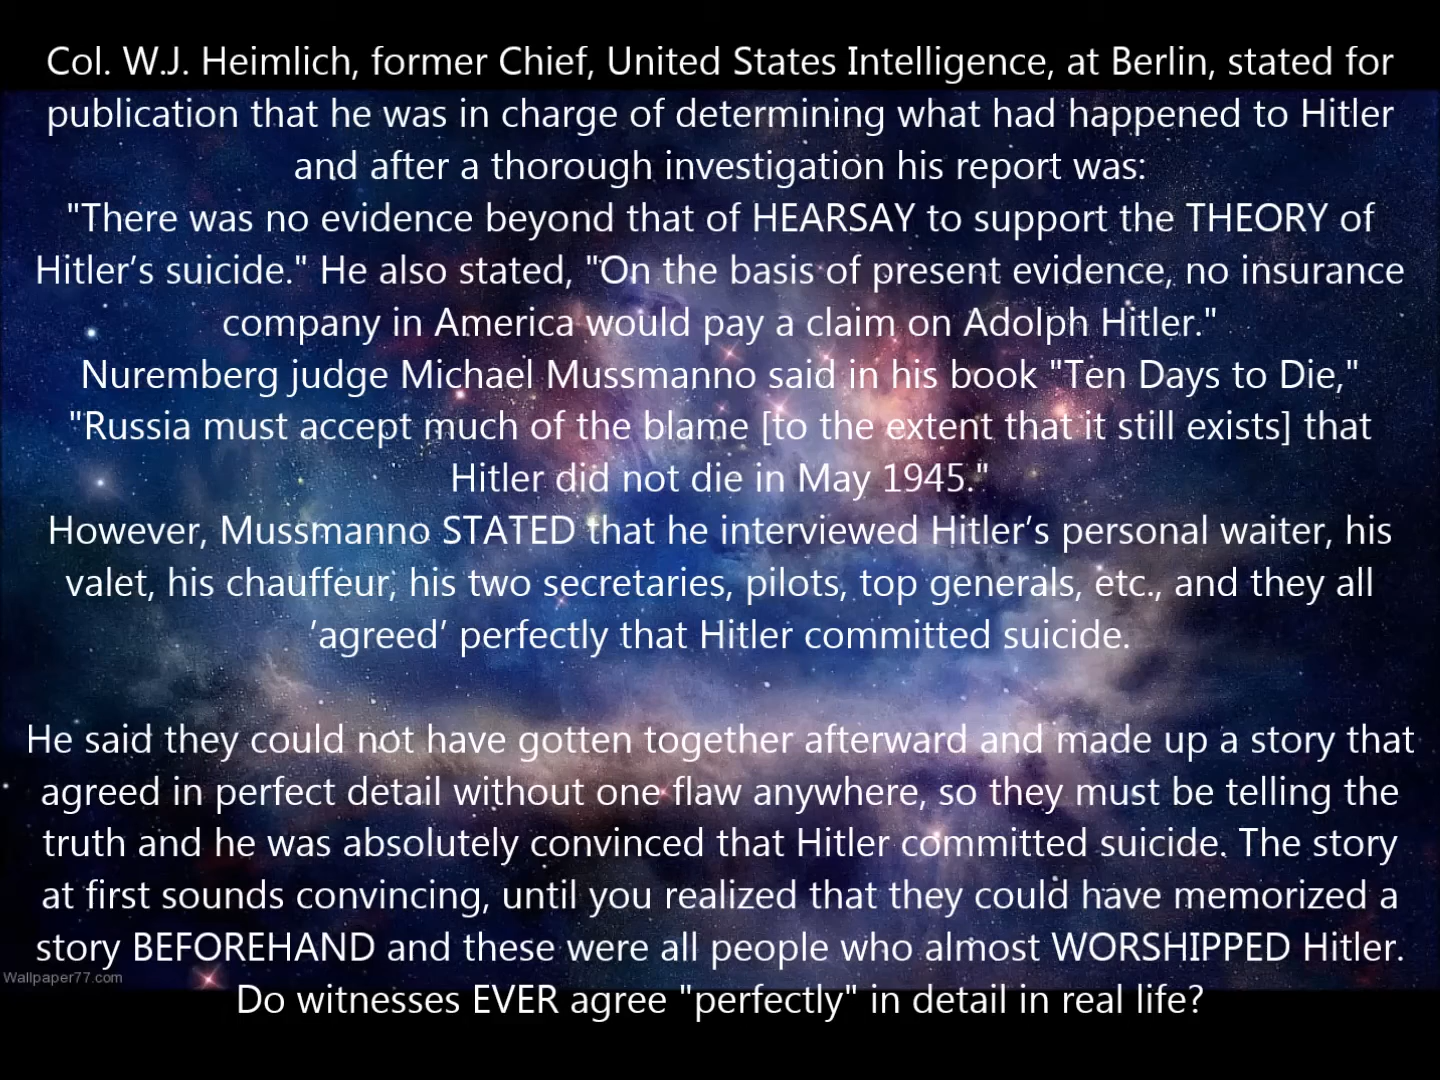 Col. W.J. Heimlich, former Chief, United States Intelligence, at Berlin, stated for
publication that he was in charge of determining what had happened to Hitler
and after a thorough investigation his report was:
"There was no evidence beyond that of HEARSAY to support the THEORY of
Hitler’s suicide." He also stated, "On the basis of present evidence, no insurance
company in America would pay a claim on Adolph Hitler."
Nuremberg judge Michael Mussmanno said in his book "Ten Days to Die,"
"Russia must accept much of the blame [to the extent that it still exists] that
Hitler did not die in May 1945."
However, Mussmanno STATED that he interviewed Hitler’s personal waiter, his
valet, his chauffeur, his two secretaries, pilots, top generals, etc., and they all
’agreed’ perfectly that Hitler committed suicide.
He said they could not have gotten together afterward and made up a story that
agreed in perfect detail without one flaw anywhere, so they must be telling the
truth and he was absolutely convinced that Hitler committed suicide. The story
at first sounds convincing, until you realized that they could have memorized a
story BEFOREHAND and these were all people who almost WORSHIPPED Hitler.
Wallpaper77.com
Do witnesses EVER agree "perfectly" in detail in real life?